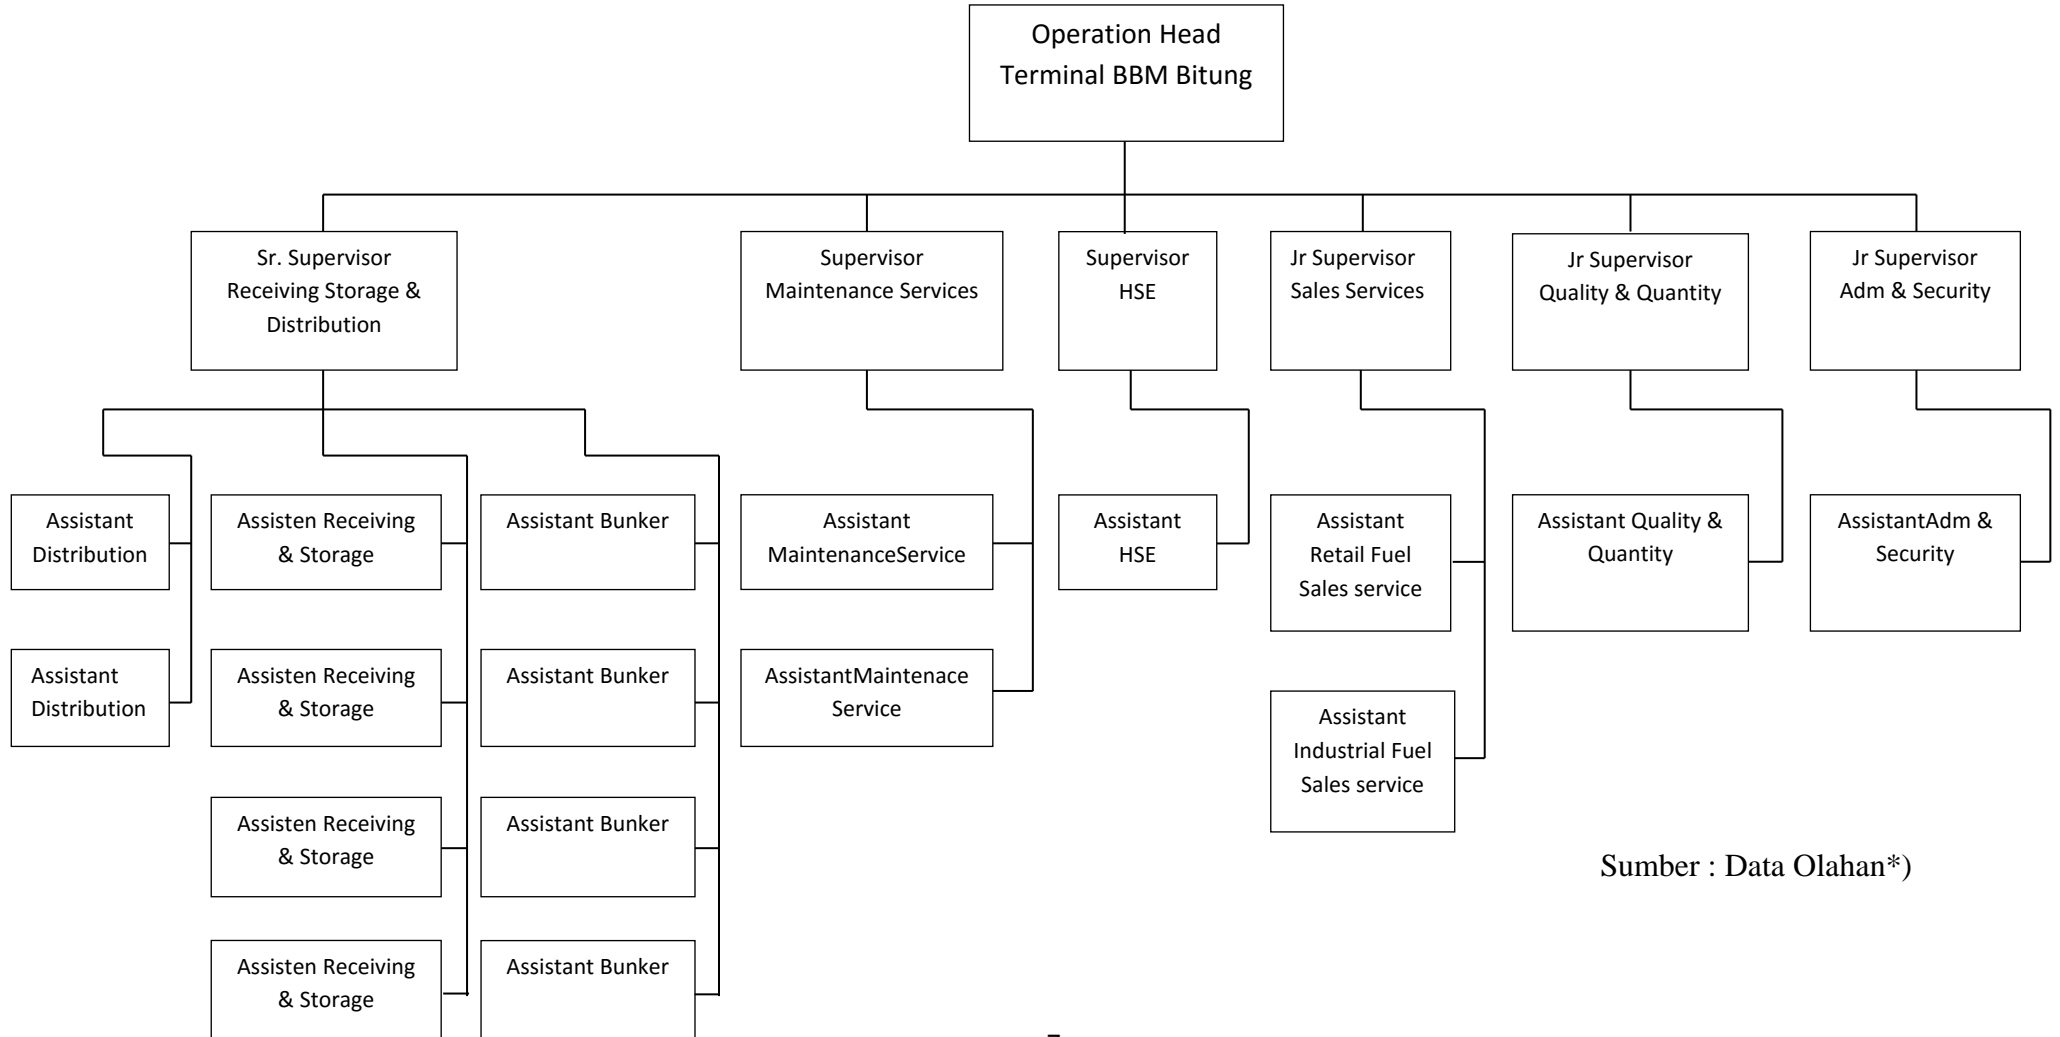 Operation Head
Terminal BBM Bitung
Sr. Supervisor
Receiving Storage &
Distribution
Supervisor
Maintenance Services
Supervisor
HSE
Jr Supervisor
Sales Services
Jr Supervisor
Quality & Quantity
Jr Supervisor
Adm & Security
Assistant
Distribution
Assisten Receiving
& Storage
Assistant Bunker
Assistant
MaintenanceService
Assistant
HSE
Assistant
Retail Fuel
Sales service
Assistant Quality &
Quantity
AssistantAdm &
Security
Assistant
Distribution
Assisten Receiving
& Storage
Assistant Bunker
AssistantMaintenace
Service
Assistant
Industrial Fuel
Sales service
Assisten Receiving
& Storage
Assistant Bunker
Sumber : Data Olahan*)
Assisten Receiving
& Storage
Assistant Bunker